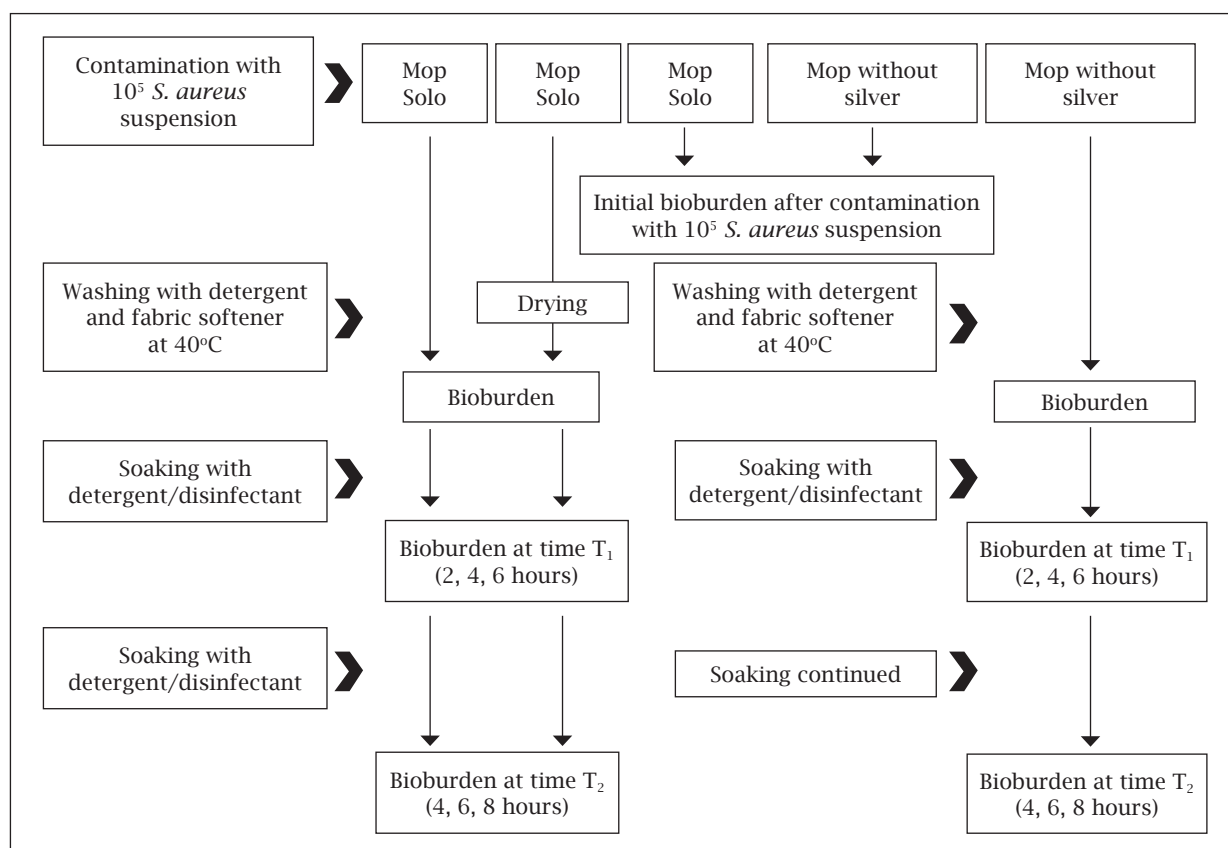 Contamination with
10⁵ S. aureus
suspension
Mop
Solo
Mop
Solo
Mop
Solo
Mop without
silver
Mop without
silver
Initial bioburden after contamination
with 10⁵ S. aureus suspension
Washing with detergent
and fabric softener
at 40ºC
Drying
Washing with detergent
and fabric softener
at 40ºC
Bioburden
Bioburden
Soaking with
detergent/disinfectant
Soaking with
detergent/disinfectant
Bioburden at time T₁
(2, 4, 6 hours)
Bioburden at time T₁
(2, 4, 6 hours)
Soaking with
detergent/disinfectant
Soaking continued
Bioburden at time T₂
(4, 6, 8 hours)
Bioburden at time T₂
(4, 6, 8 hours)